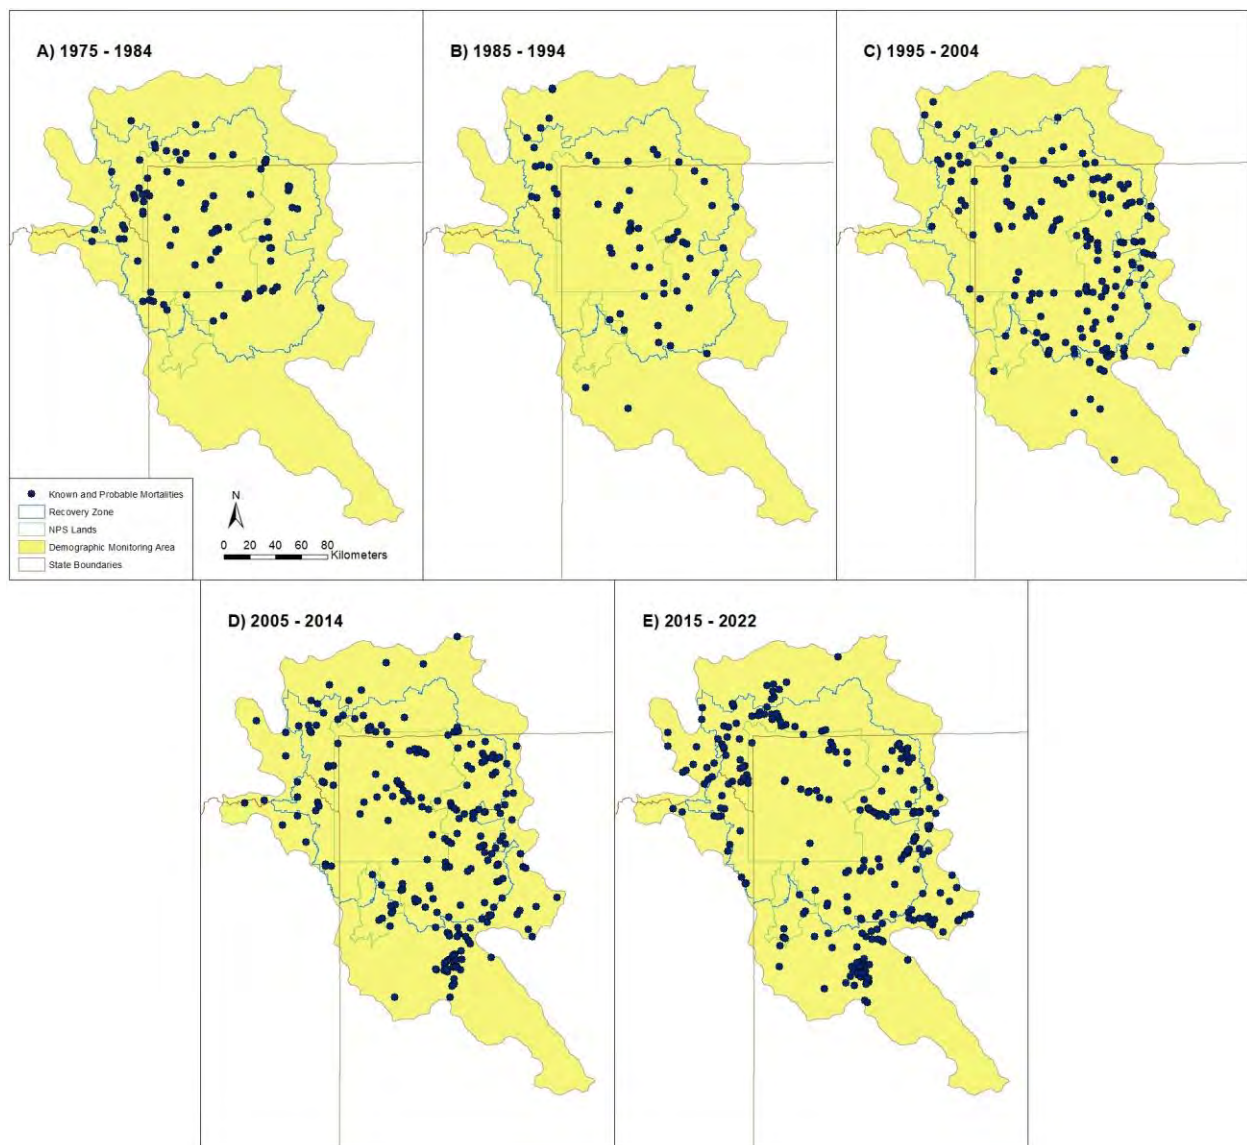 A) 1975 - 1984
B) 1985 - 1994
C) 1995 - 2004
Known and Probable Mortalities
Recovery Zone
NPS Lands
Demographic Monitoring Area
State Boundaries
N
0 20 40 60 80
Kilometers
D) 2005 - 2014
E) 2015 - 2022